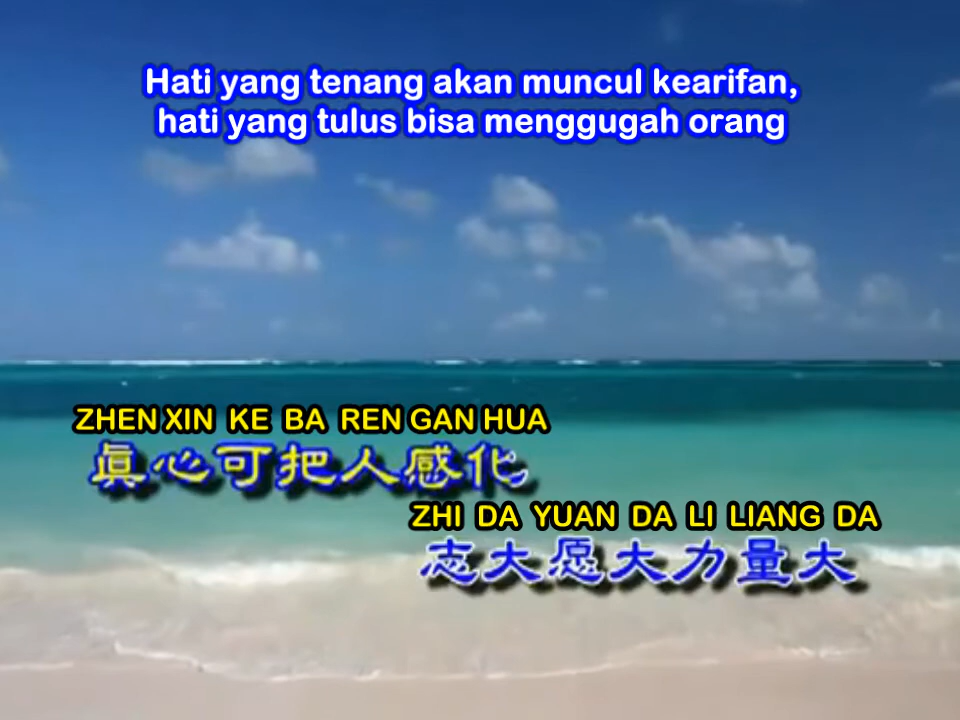 Hati yang tenang akan muncul kearifan,
hati yang tulus bisa menggugah orang
ZHEN XIN KE BA REN GAN HUA
眞心可把人感化
ZHI DA YUAN DA LI LIANG DA
志大愿大力量大